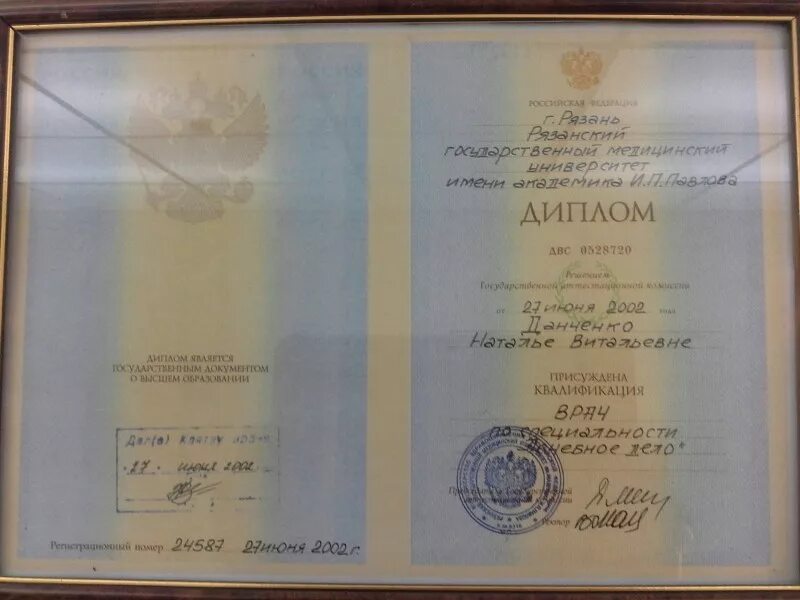 ДИПЛОМ ЯВЛЯЕТСЯ
ГОСУДАРСТВЕННЫМ ДОКУМЕНТОМ
О ВЫСШЕМ ОБРАЗОВАНИИ
27 июня 2002
Регистрационный номер 24587 27 июня 2002 г.
РОССИЙСКАЯ ФЕДЕРАЦИЯ
г. Рязань
Рязанский
государственный медицинский
университет
имени академика И.П. Павлова
ДИПЛОМ
ДВС 0528720
Решением
Государственной аттестационной комиссии
от 27 июня 2002 года
Данченко
Наталье Витальевне
ПРИСУЖДЕНА
КВАЛИФИКАЦИЯ
ВРАЧ
по специальности
дело"
Ректор